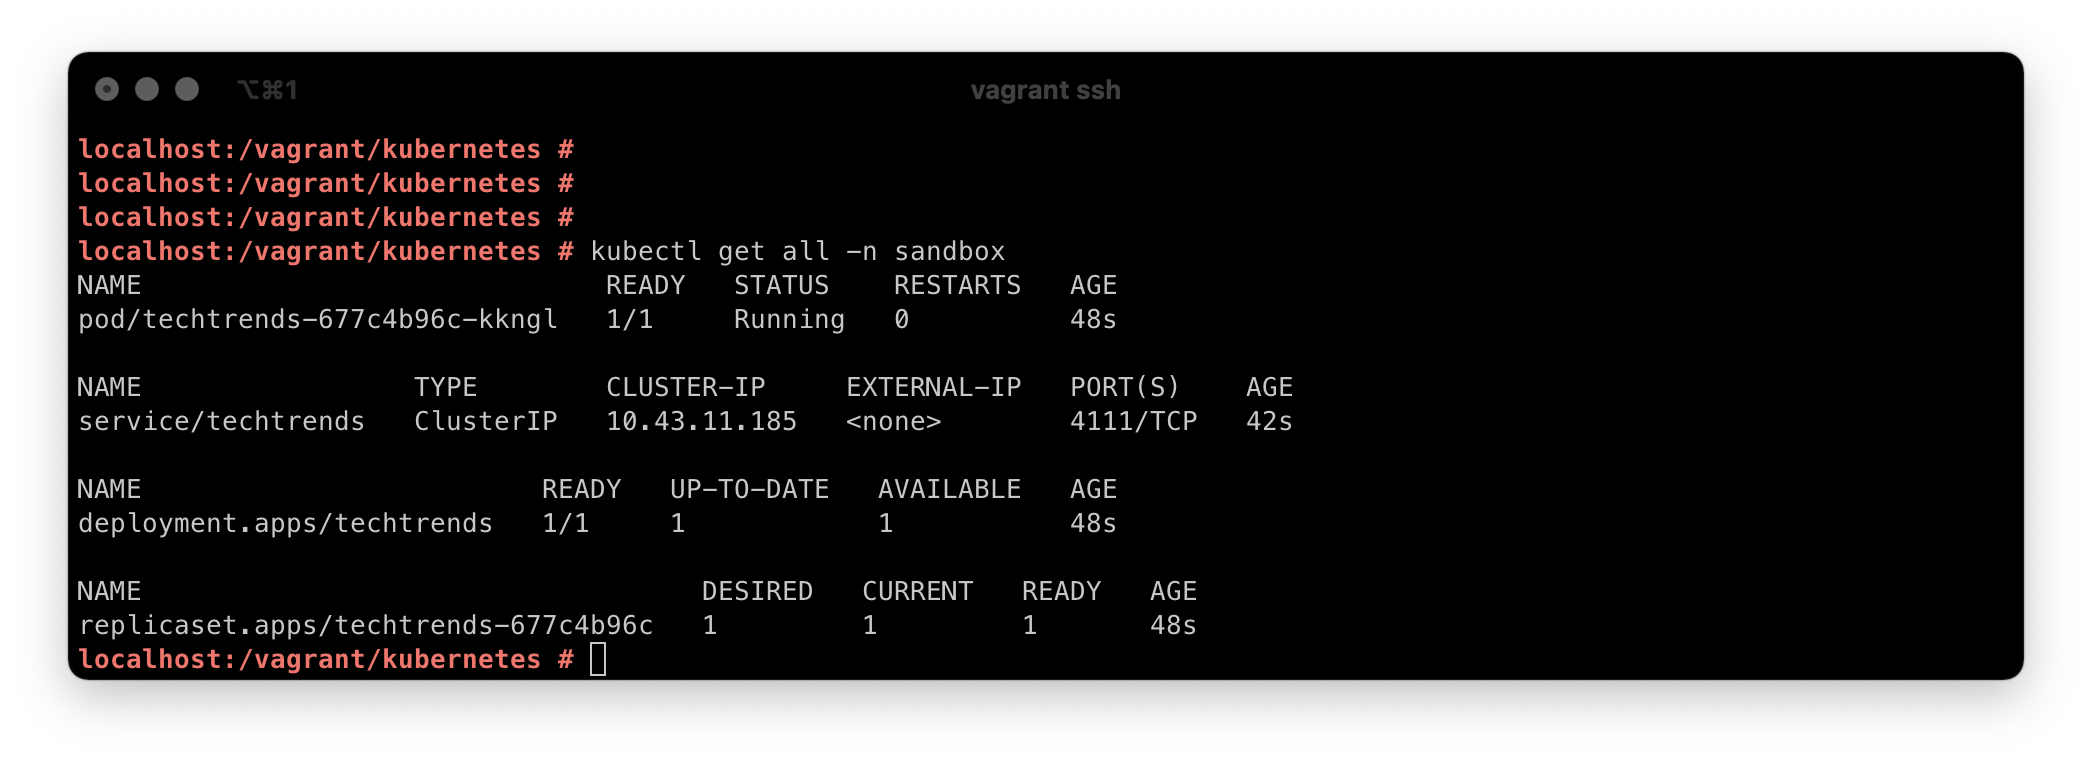 ⌥⌘1 vagrant ssh
localhost:/vagrant/kubernetes #
localhost:/vagrant/kubernetes #
localhost:/vagrant/kubernetes #
localhost:/vagrant/kubernetes # kubectl get all -n sandbox
NAME                             READY   STATUS    RESTARTS   AGE
pod/techtrends-677c4b96c-kkngl   1/1     Running   0          48s

NAME                 TYPE        CLUSTER-IP     EXTERNAL-IP   PORT(S)    AGE
service/techtrends   ClusterIP   10.43.11.185   <none>        4111/TCP   42s

NAME                         READY   UP-TO-DATE   AVAILABLE   AGE
deployment.apps/techtrends   1/1     1            1           48s

NAME                                   DESIRED   CURRENT   READY   AGE
replicaset.apps/techtrends-677c4b96c   1         1         1       48s
localhost:/vagrant/kubernetes #